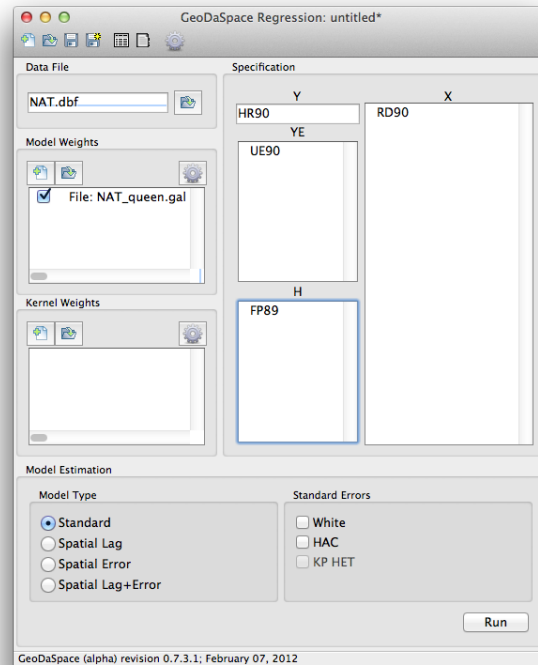 GeoDaSpace Regression: untitled*
Data File
NAT.dbf
Model Weights
File: NAT_queen.gal
Kernel Weights
Specification
Y
HR90
YE
UE90
H
FP89
X
RD90
Model Estimation
Model Type
Standard
Spatial Lag
Spatial Error
Spatial Lag+Error
Standard Errors
White
HAC
KP HET
Run
GeoDaSpace (alpha) revision 0.7.3.1; February 07, 2012